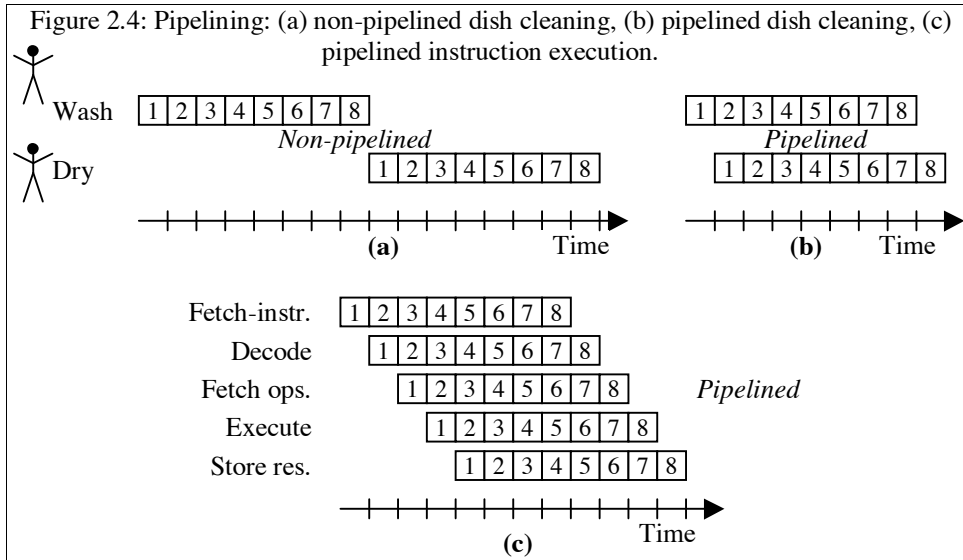 Figure 2.4: Pipelining: (a) non-pipelined dish cleaning, (b) pipelined dish cleaning, (c)
pipelined instruction execution.
Wash 1 2 3 4 5 6 7 8 1 2 3 4 5 6 7 8
Non-pipelined Pipelined
Dry 1 2 3 4 5 6 7 8 1 2 3 4 5 6 7 8
Time Time
(a) (b)
Fetch-instr. 1 2 3 4 5 6 7 8
Decode 1 2 3 4 5 6 7 8
Fetch ops. 1 2 3 4 5 6 7 8 Pipelined
Execute 1 2 3 4 5 6 7 8
Store res. 1 2 3 4 5 6 7 8
Time
(c)